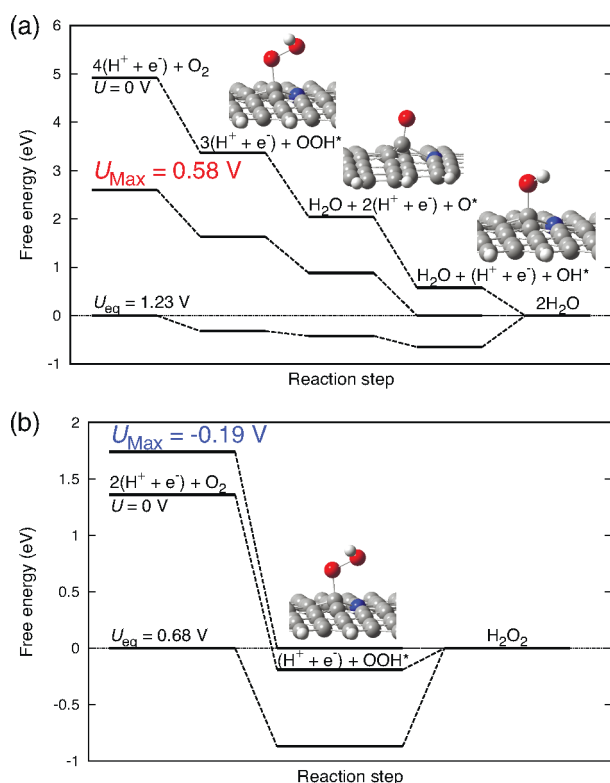 (a)
6
5
4
3
2
1
0
-1
Free energy (eV)
4(H⁺ + e⁻) + O₂
U = 0 V
3(H⁺ + e⁻) + OOH*
U_Max = 0.58 V
H₂O + 2(H⁺ + e⁻) + O*
H₂O + (H⁺ + e⁻) + OH*
U_eq = 1.23 V
2H₂O
Reaction step
(b)
2
1.5
1
0.5
0
-0.5
-1
Free energy (eV)
U_Max = -0.19 V
2(H⁺ + e⁻) + O₂
U = 0 V
U_eq = 0.68 V
(H⁺ + e⁻) + OOH*
H₂O₂
Reaction step